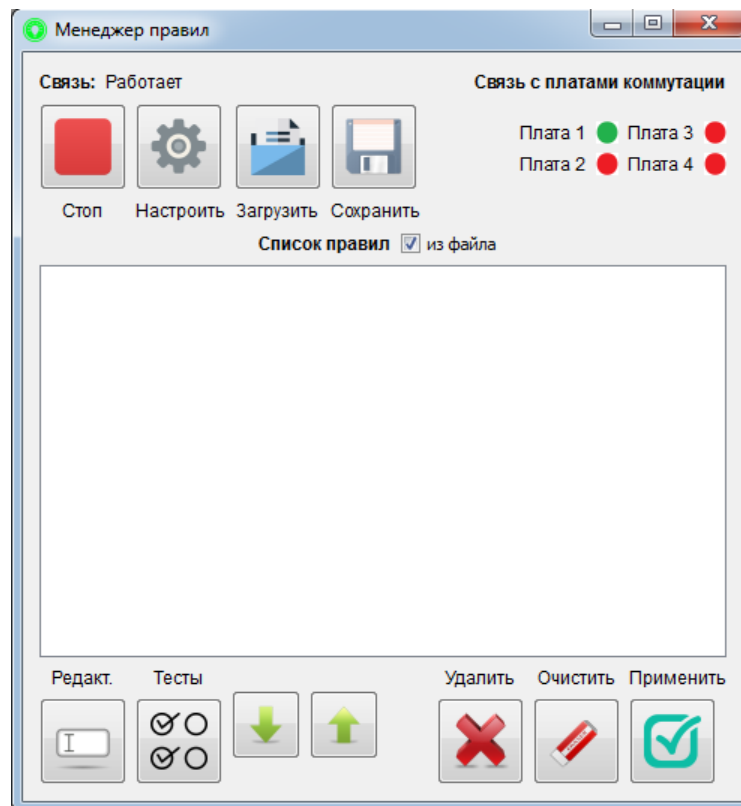 Менеджер правил
Связь: Работает
Связь с платами коммутации
Плата 1 Плата 3
Плата 2 Плата 4
Стоп Настроить Загрузить Сохранить
Список правил из файла
Редакт. Тесты Удалить Очистить Применить